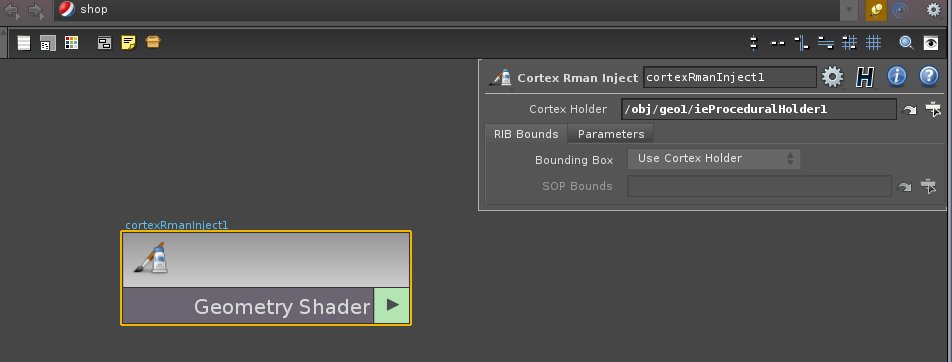 shop
Cortex Rman Inject cortexRmanInject1
Cortex Holder /obj/geo1/ieProceduralHolder1
RIB Bounds Parameters
Bounding Box Use Cortex Holder
SOP Bounds
cortexRmanInject1
Geometry Shader